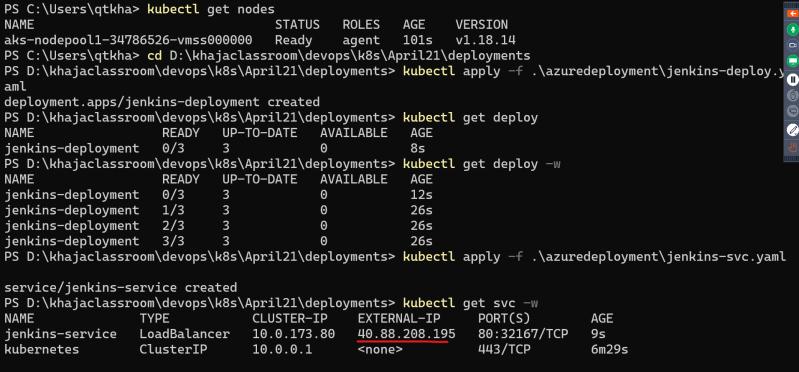 PS C:\Users\qtkha> kubectl get nodes
NAME STATUS ROLES AGE VERSION
aks-nodepool1-34786526-vmss000000 Ready agent 101s v1.18.14
PS C:\Users\qtkha> cd D:\khajaclassroom\devops\k8s\April21\deployments
PS D:\khajaclassroom\devops\k8s\April21\deployments> kubectl apply -f .\azuredeployment\jenkins-deploy.y
aml
deployment.apps/jenkins-deployment created
PS D:\khajaclassroom\devops\k8s\April21\deployments> kubectl get deploy
NAME READY UP-TO-DATE AVAILABLE AGE
jenkins-deployment 0/3 3 0 8s
PS D:\khajaclassroom\devops\k8s\April21\deployments> kubectl get deploy -w
NAME READY UP-TO-DATE AVAILABLE AGE
jenkins-deployment 0/3 3 0 12s
jenkins-deployment 1/3 3 0 26s
jenkins-deployment 2/3 3 0 26s
jenkins-deployment 3/3 3 0 26s
PS D:\khajaclassroom\devops\k8s\April21\deployments> kubectl apply -f .\azuredeployment\jenkins-svc.yaml
service/jenkins-service created
PS D:\khajaclassroom\devops\k8s\April21\deployments> kubectl get svc -w
NAME TYPE CLUSTER-IP EXTERNAL-IP PORT(S) AGE
jenkins-service LoadBalancer 10.0.173.80 40.88.208.195 80:32167/TCP 9s
kubernetes ClusterIP 10.0.0.1 <none> 443/TCP 6m29s